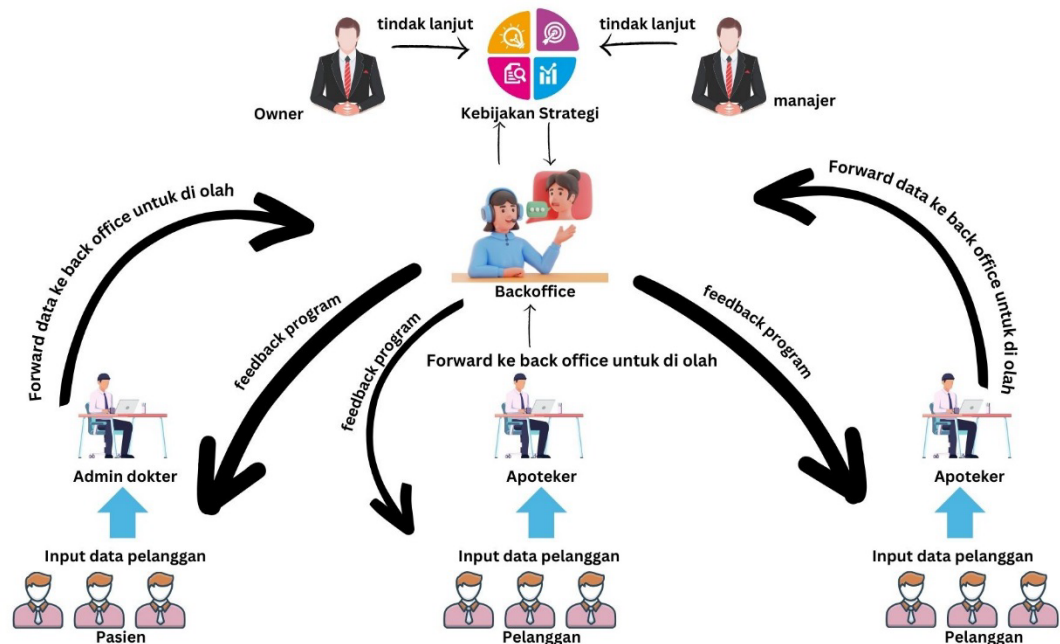 tindak lanjut
tindak lanjut
Owner
Kebijakan Strategi
manajer
Forward data ke back office untuk di olah
Forward data ke back office untuk di olah
Backoffice
feedback program
feedback program
feedback program
Forward ke back office untuk di olah
Admin dokter
Apoteker
Apoteker
Input data pelanggan
Input data pelanggan
Input data pelanggan
Pasien
Pelanggan
Pelanggan